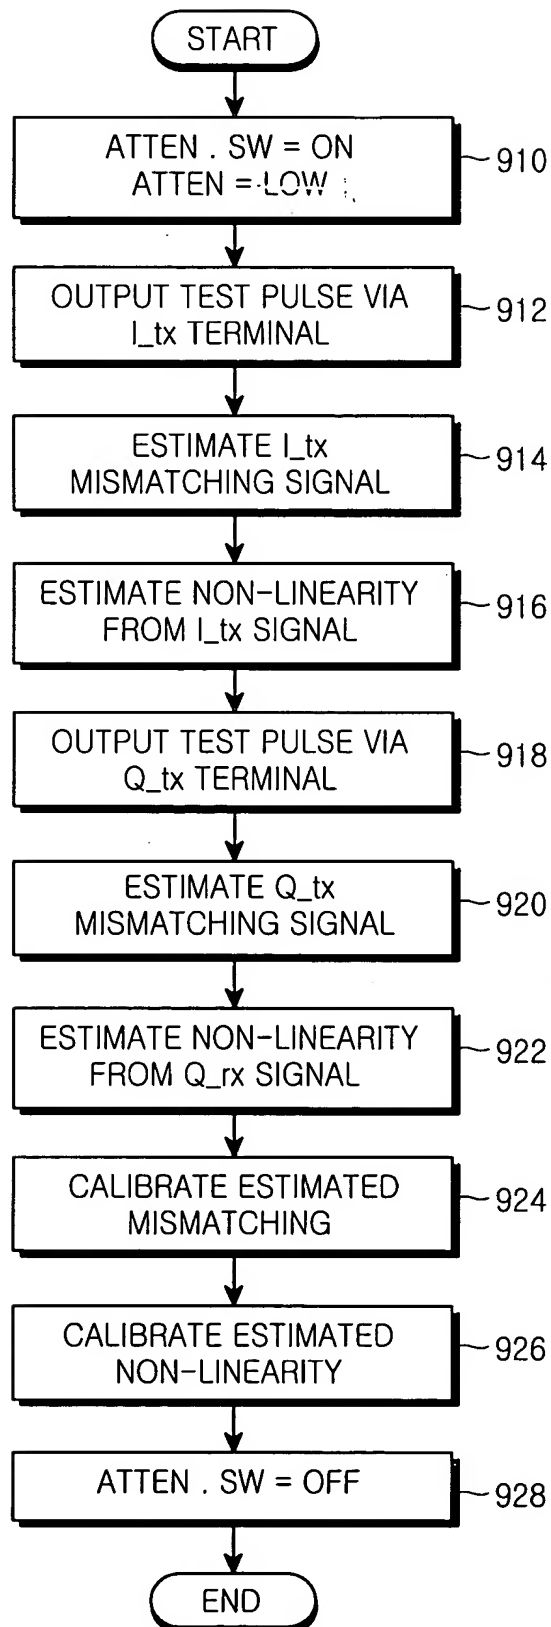 START
ATTEN . SW = ON
ATTEN = LOW
910
OUTPUT TEST PULSE VIA
I_tx TERMINAL
912
ESTIMATE I_tx
MISMATCHING SIGNAL
914
ESTIMATE NON-LINEARITY
FROM I_tx SIGNAL
916
OUTPUT TEST PULSE VIA
Q_tx TERMINAL
918
ESTIMATE Q_tx
MISMATCHING SIGNAL
920
ESTIMATE NON-LINEARITY
FROM Q_rx SIGNAL
922
CALIBRATE ESTIMATED
MISMATCHING
924
CALIBRATE ESTIMATED
NON-LINEARITY
926
ATTEN . SW = OFF
928
END